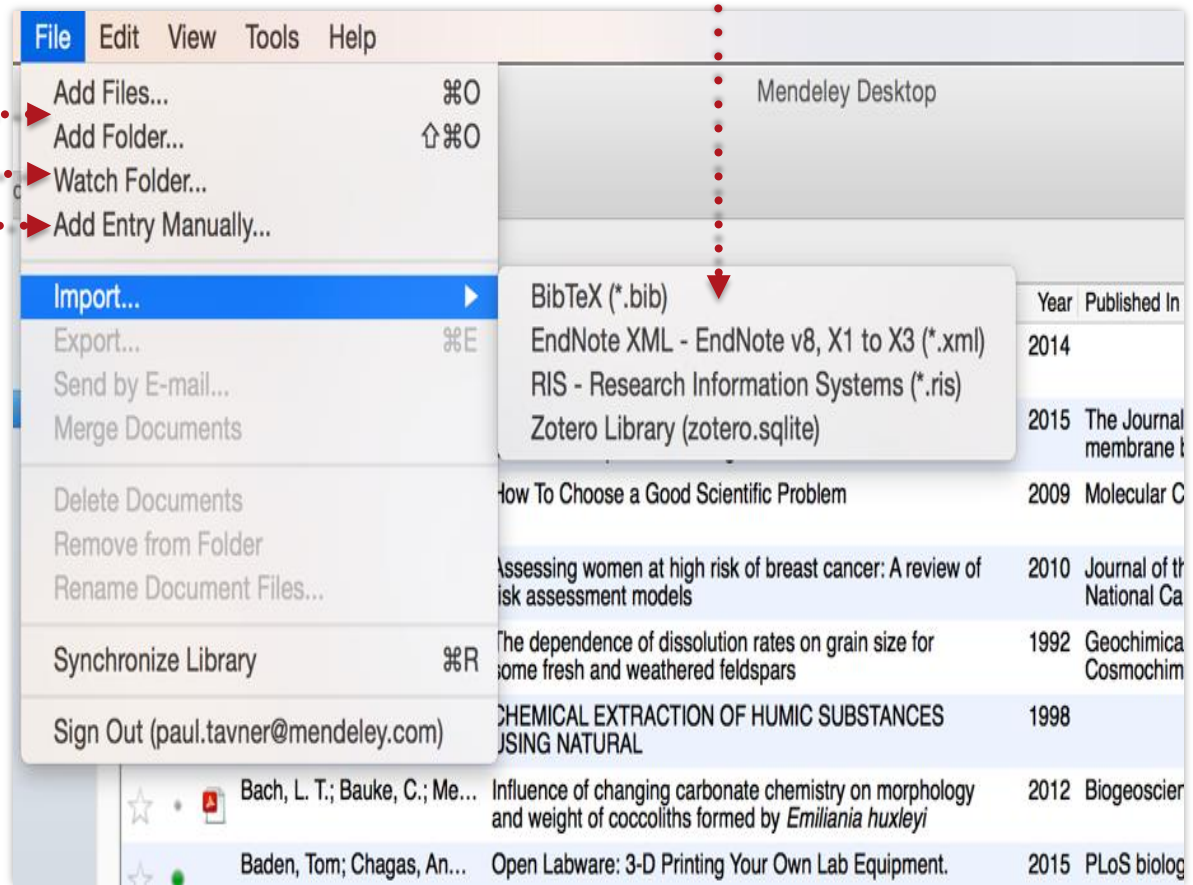 File Edit View Tools Help
Mendeley Desktop
Add Files... ⌘O
Add Folder... ⇧⌘O
Watch Folder...
Add Entry Manually...
Import...
Export... ⌘E
Send by E-mail...
Merge Documents
Delete Documents
Remove from Folder
Rename Document Files...
Synchronize Library ⌘R
Sign Out (paul.tavner@mendeley.com)
BibTeX (*.bib)
EndNote XML - EndNote v8, X1 to X3 (*.xml)
RIS - Research Information Systems (*.ris)
Zotero Library (zotero.sqlite)
Year Published In
2014
2015 The Journal
membrane
How To Choose a Good Scientific Problem 2009 Molecular
Assessing women at high risk of breast cancer: A review of 2010 Journal of
risk assessment models National
The dependence of dissolution rates on grain size for 1992 Geochimica
some fresh and weathered feldspars
CHEMICAL EXTRACTION OF HUMIC SUBSTANCES 1998
USING NATURAL
Bach, L. T.; Bauke, C.; Me... Influence of changing carbonate chemistry on morphology 2012
and weight of coccoliths formed by Emiliania huxleyi
Baden, Tom; Chagas, An... Open Labware: 3-D Printing Your Own Lab Equipment. 2015 PLoS